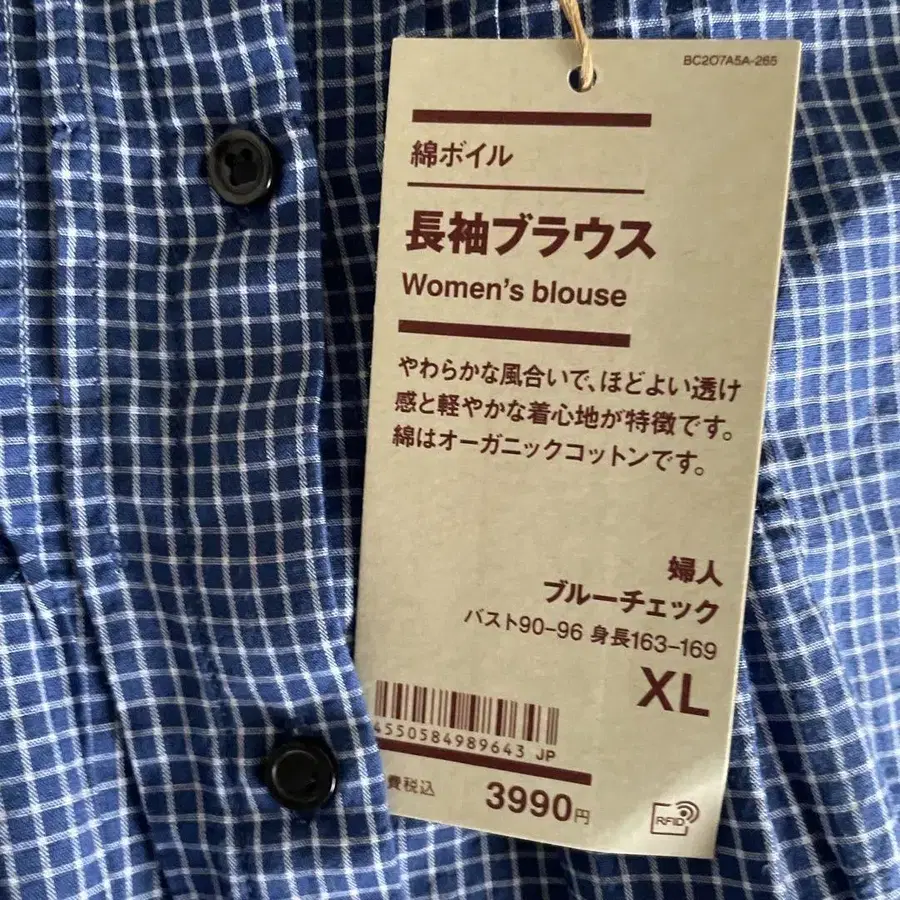 BC2O7A5A-265
綿ボイル
長袖ブラウス
Women's blouse
やわらかな風合いで、ほどよい透け
感と軽やかな着心地が特徴です。
綿はオーガニックコットンです。
婦人
ブルーチェック
バスト90-96 身長163-169
XL
4550584989643 JP
費税込 3990円
RFID